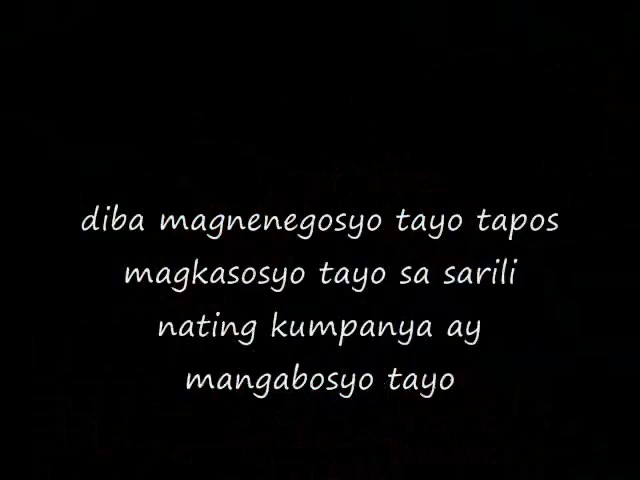 diba magnenegosyo tayo tapos
magkasosyo tayo sa sarili
nating kumpanya ay
mangabosyo tayo